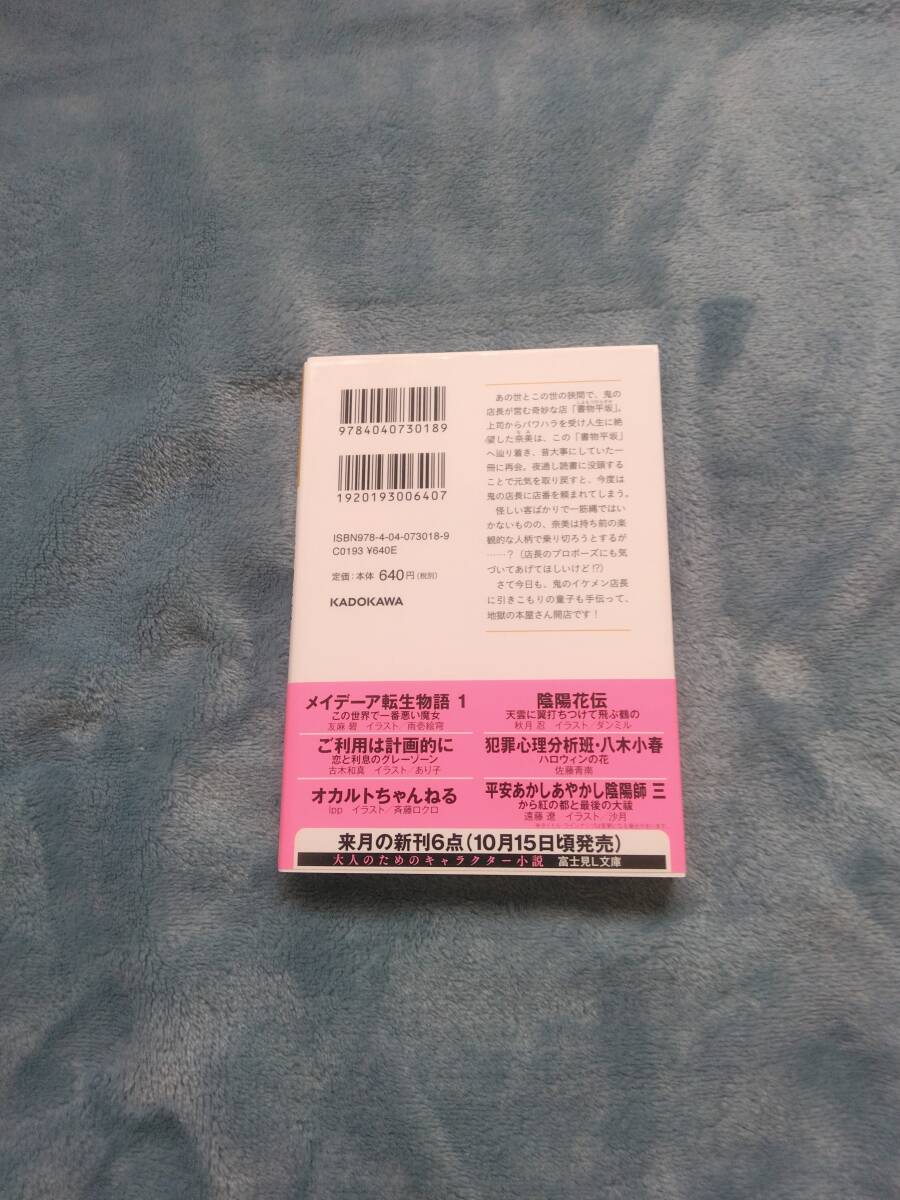 9784040730189
1920193006407
ISBN978-4-04-073018-9
C0193 ¥640E
定価:本体 640円(税別)
KADOKAWA
あの世とこの世の狭間で、鬼の
店長が営む奇妙な店「書物平坂」。
上司からパワハラを受け人生に絶
望した奈美は、この「書物平坂」
へ辿り着き、昔大事にしていた一
冊に再会。夜通し読書に没頭する
ことで元気を取り戻すと、今度は
鬼の店長に店番を頼まれてしまう。
怪しい客ばかりで一筋縄ではい
かないものの、奈美は持ち前の楽
観的な人柄で乗り切ろうとするが
……?(店長のプロポーズにも気
づいてあげてほしいけど!?)
さて今日も、鬼のイケメン店長
に引きこもりの童子も手伝って、
地獄の本屋さん開店です!
メイデーア転生物語 1
この世界で一番悪い魔女
友麻 碧 イラスト/雨壱絵穹
ご利用は計画的に
恋と利息のグレーゾーン
古木和真 イラスト/あり子
オカルトちゃんねる
lpp イラスト/斉藤ロクロ
陰陽花伝
天雲に翼打ちつけて飛ぶ鶴の
秋月 忍 イラスト/ダンミル
犯罪心理分析班・八木小春
ハロウィンの花
佐藤青南
平安あかしあやかし陰陽師 三
から紅の都と最後の大祓
遠藤 遼 イラスト/沙月
来月の新刊6点(10月15日頃発売)
大人のためのキャラクター小説 富士見L文庫